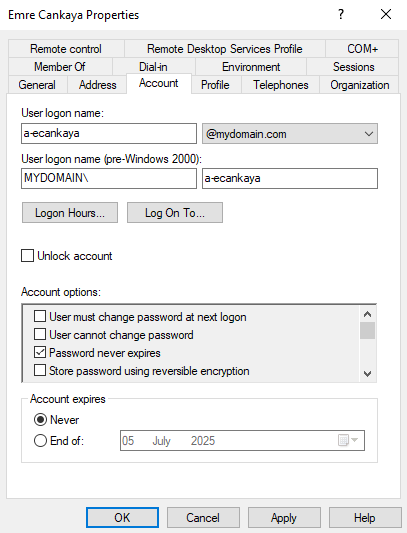 Emre Cankaya Properties
Remote control Remote Desktop Services Profile COM+
Member Of Dial-in Environment Sessions
General Address Account Profile Telephones Organization
User logon name:
a-ecankaya @mydomain.com
User logon name (pre-Windows 2000):
MYDOMAIN\ a-ecankaya
Logon Hours... Log On To...
Unlock account
Account options:
User must change password at next logon
User cannot change password
Password never expires
Store password using reversible encryption
Account expires
Never
End of: 05 July 2025
OK Cancel Apply Help